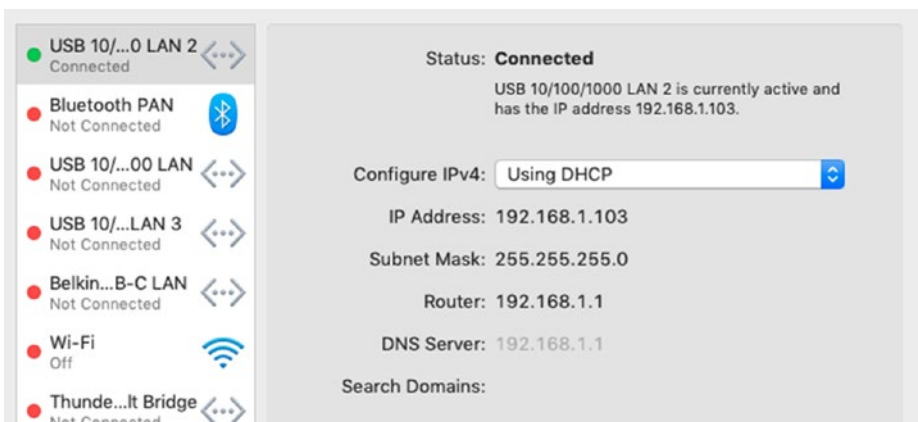 USB 10/...0 LAN 2
Connected
Bluetooth PAN
Not Connected
USB 10/...00 LAN
Not Connected
USB 10/...LAN 3
Not Connected
Belkin...B-C LAN
Not Connected
Wi-Fi
Off
Thunde...lt Bridge
Not Connected
Status: Connected
USB 10/100/1000 LAN 2 is currently active and
has the IP address 192.168.1.103.
Configure IPv4: Using DHCP
IP Address: 192.168.1.103
Subnet Mask: 255.255.255.0
Router: 192.168.1.1
DNS Server: 192.168.1.1
Search Domains: